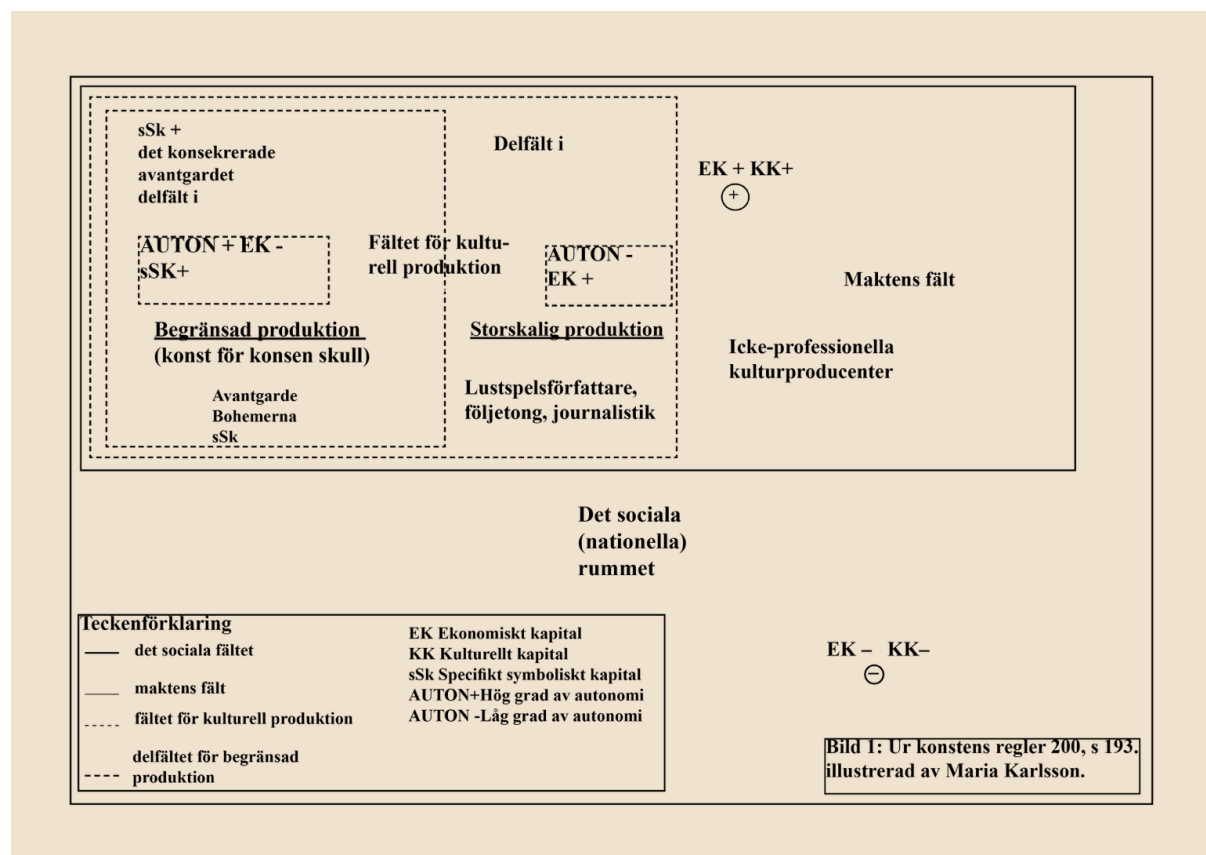 sSk +
det konsekrerade
avantgardet
delfält i
Delfält i
EK + KK+
+
AUTON + EK -
sSK+
Fältet för kultu-
rell produktion
AUTON -
EK +
Maktens fält
Begränsad produktion
(konst för konsen skull)
Storskalig produktion
Icke-professionella
kulturproducenter
Avantgarde
Bohemerna
sSk
Lustspelsförfattare,
följetong, journalistik
Det sociala
(nationella)
rummet
Teckenförklaring
det sociala fältet
maktens fält
fältet för kulturell produktion
delfältet för begränsad
produktion
EK Ekonomiskt kapital
KK Kulturellt kapital
sSk Specifikt symboliskt kapital
AUTON+Hög grad av autonomi
AUTON -Låg grad av autonomi
EK – KK–
–
Bild 1: Ur konstens regler 200, s 193.
illustrerad av Maria Karlsson.